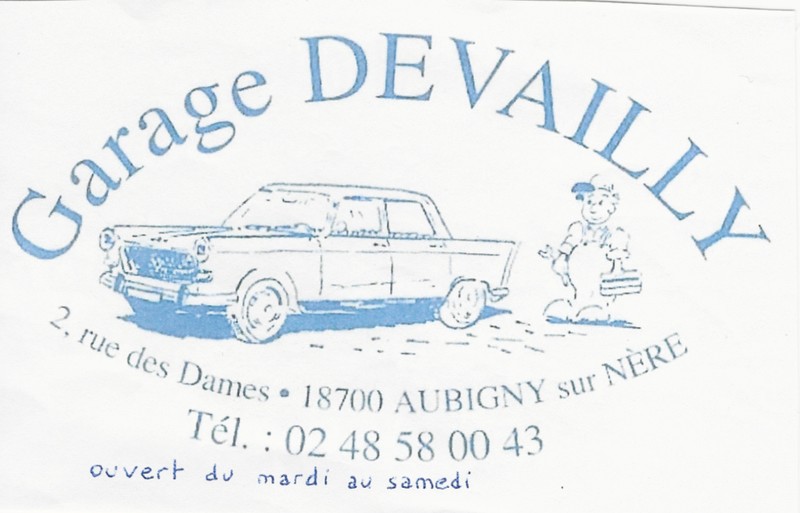 Garage DEVAILLY
2, rue des Dames • 18700 AUBIGNY sur NÈRE
Tél. : 02 48 58 00 43
ouvert du mardi au samedi